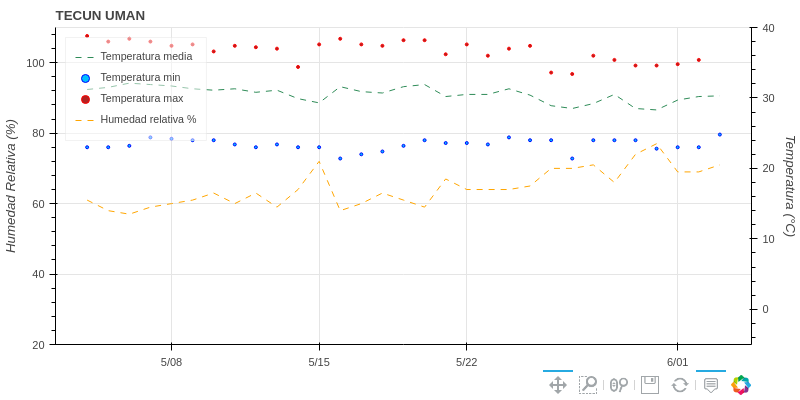 TECUN UMAN
Temperatura media
Temperatura min
Temperatura max
Humedad relativa %
Humedad Relativa (%)
100
80
60
40
20
Temperatura (°C)
40
30
20
10
0
5/08
5/15
5/22
6/01